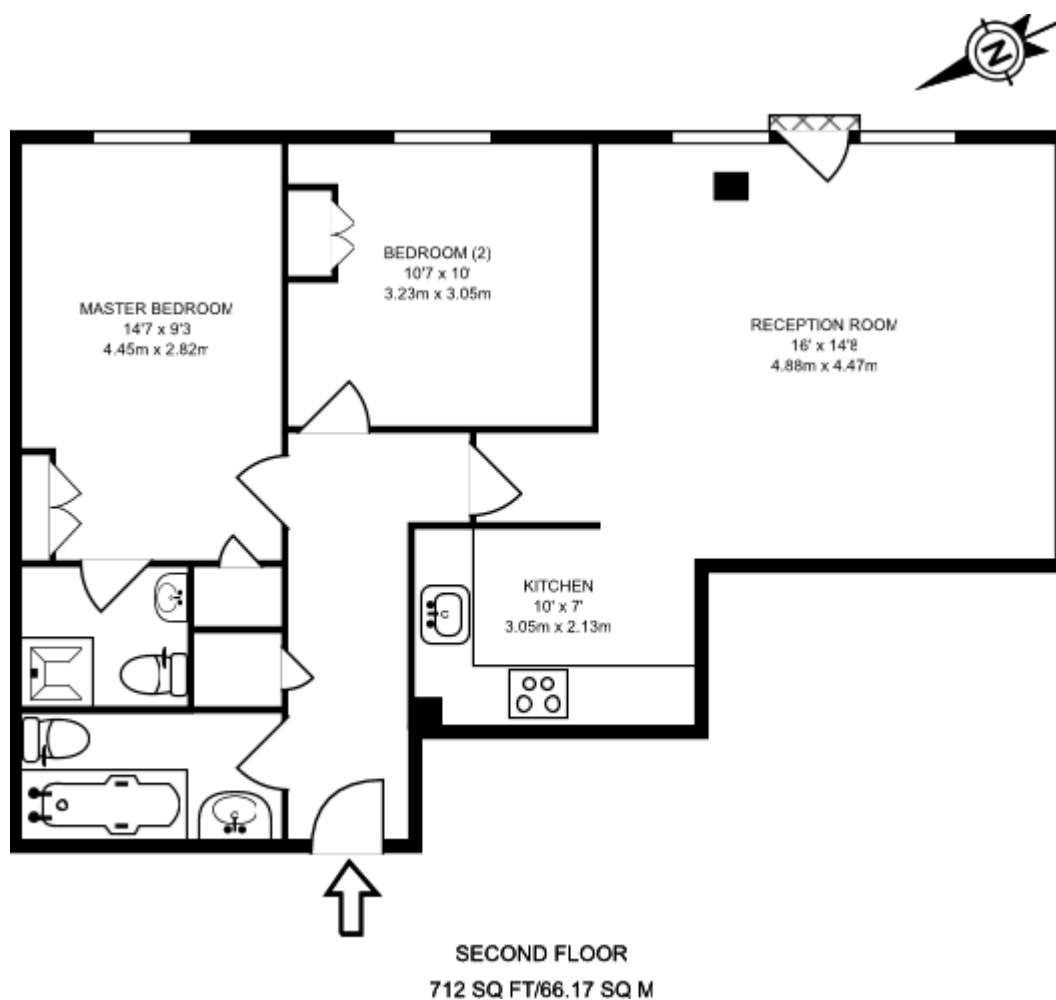 N
BEDROOM (2)
10'7 x 10'
3.23m x 3.05m
MASTER BEDROOM
14'7 x 9'3
4.45m x 2.82m
RECEPTION ROOM
16' x 14'8
4.88m x 4.47m
KITCHEN
10' x 7'
3.05m x 2.13m
SECOND FLOOR
712 SQ FT/66.17 SQ M